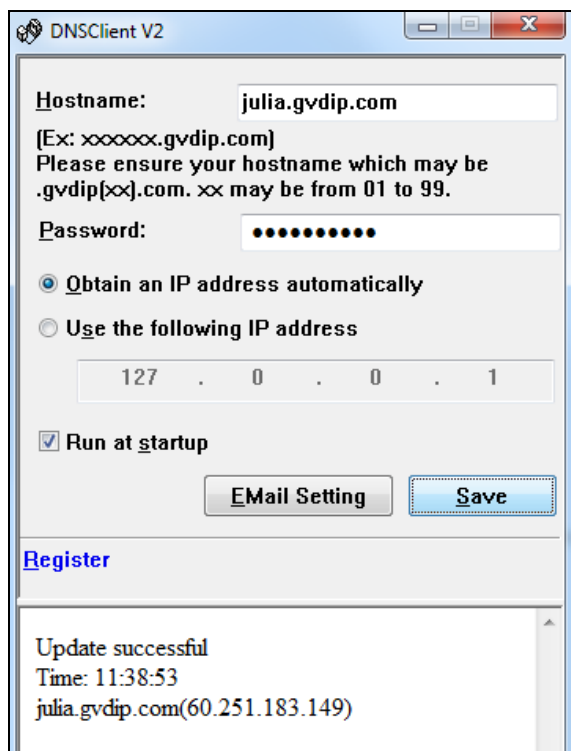 DNSClient V2
Hostname: julia.gvdip.com
(Ex: xxxxxx.gvdip.com)
Please ensure your hostname which may be
.gvdip(xx).com. xx may be from 01 to 99.
Password: ●●●●●●●●●●
Obtain an IP address automatically
Use the following IP address
127 . 0 . 0 . 1
Run at startup
EMail Setting Save
Register
Update successful
Time: 11:38:53
julia.gvdip.com(60.251.183.149)